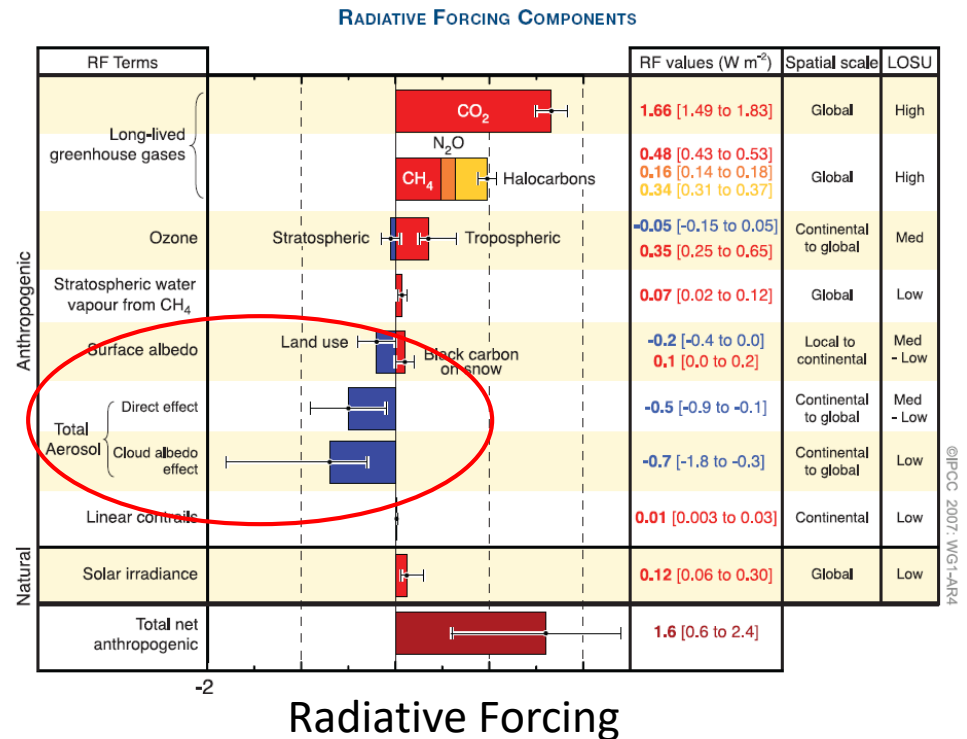 RADIATIVE FORCING COMPONENTS
RF Terms
RF values (W m⁻²)
Spatial scale
LOSU
Anthropogenic
Long-lived
greenhouse gases
CO₂
1.66 [1.49 to 1.83]
Global
High
N₂O
CH₄
Halocarbons
0.48 [0.43 to 0.53]
0.16 [0.14 to 0.18]
0.34 [0.31 to 0.37]
Global
High
Ozone
Stratospheric
Tropospheric
-0.05 [-0.15 to 0.05]
0.35 [0.25 to 0.65]
Continental
to global
Med
Stratospheric water
vapour from CH₄
0.07 [0.02 to 0.12]
Global
Low
Surface albedo
Land use
Black carbon
on snow
-0.2 [-0.4 to 0.0]
0.1 [0.0 to 0.2]
Local to
continental
Med
- Low
Total
Aerosol
Direct effect
-0.5 [-0.9 to -0.1]
Continental
to global
Med
- Low
Cloud albedo
effect
-0.7 [-1.8 to -0.3]
Continental
to global
Low
Linear contrails
0.01 [0.003 to 0.03]
Continental
Low
Natural
Solar irradiance
0.12 [0.06 to 0.30]
Global
Low
Total net
anthropogenic
1.6 [0.6 to 2.4]
-2
Radiative Forcing
©IPCC 2007: WG1-AR4